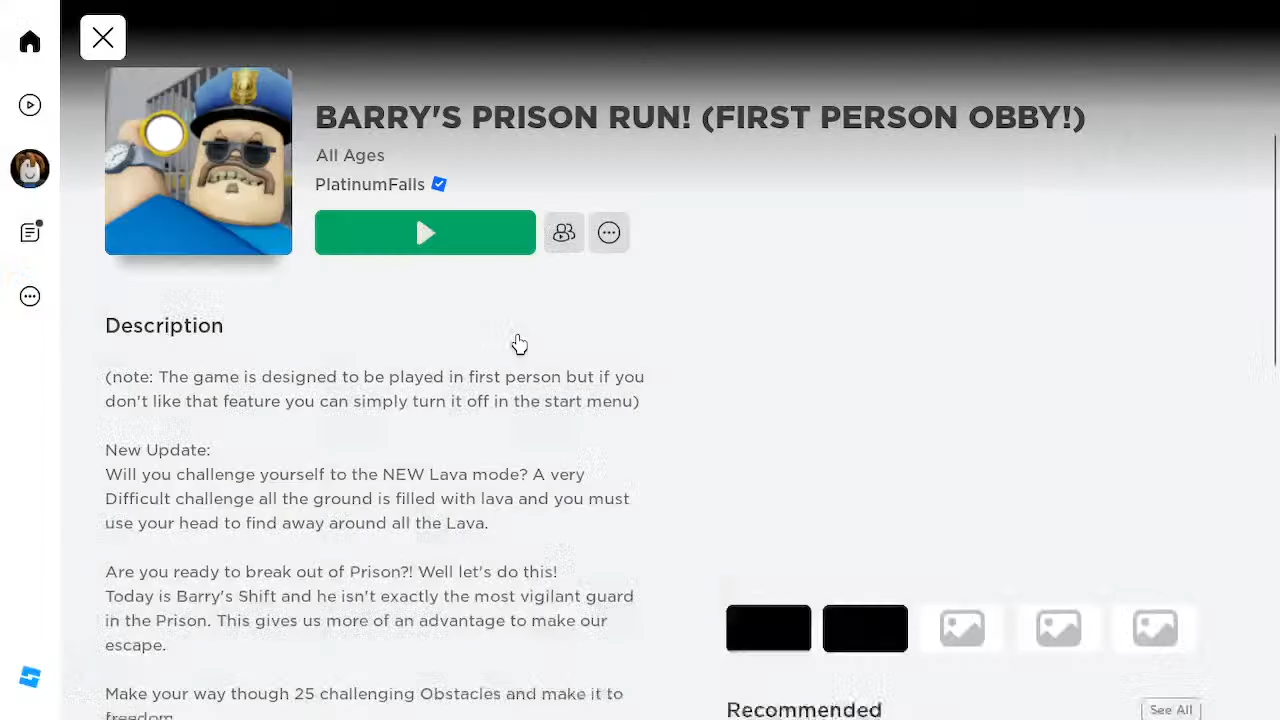 BARRY'S PRISON RUN! (FIRST PERSON OBBY!)
All Ages
PlatinumFalls
Description
(note: The game is designed to be played in first person but if you
don't like that feature you can simply turn it off in the start menu)
New Update:
Will you challenge yourself to the NEW Lava mode? A very
Difficult challenge all the ground is filled with lava and you must
use your head to find away around all the Lava.
Are you ready to break out of Prison?! Well let's do this!
Today is Barry's Shift and he isn't exactly the most vigilant guard
in the Prison. This gives us more of an advantage to make our
escape.
Make your way though 25 challenging Obstacles and make it to
freedom
Recommended
See All